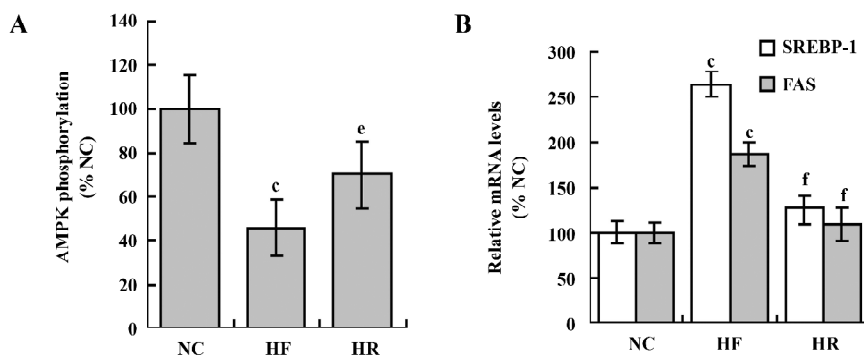 A
AMPK phosphorylation
(% NC)
140
120
100
80
60
40
20
0
c
e
NC HF HR
B
Relative mRNA levels
(% NC)
300
250
200
150
100
50
0
SREBP-1
FAS
c
c
f
f
NC HF HR